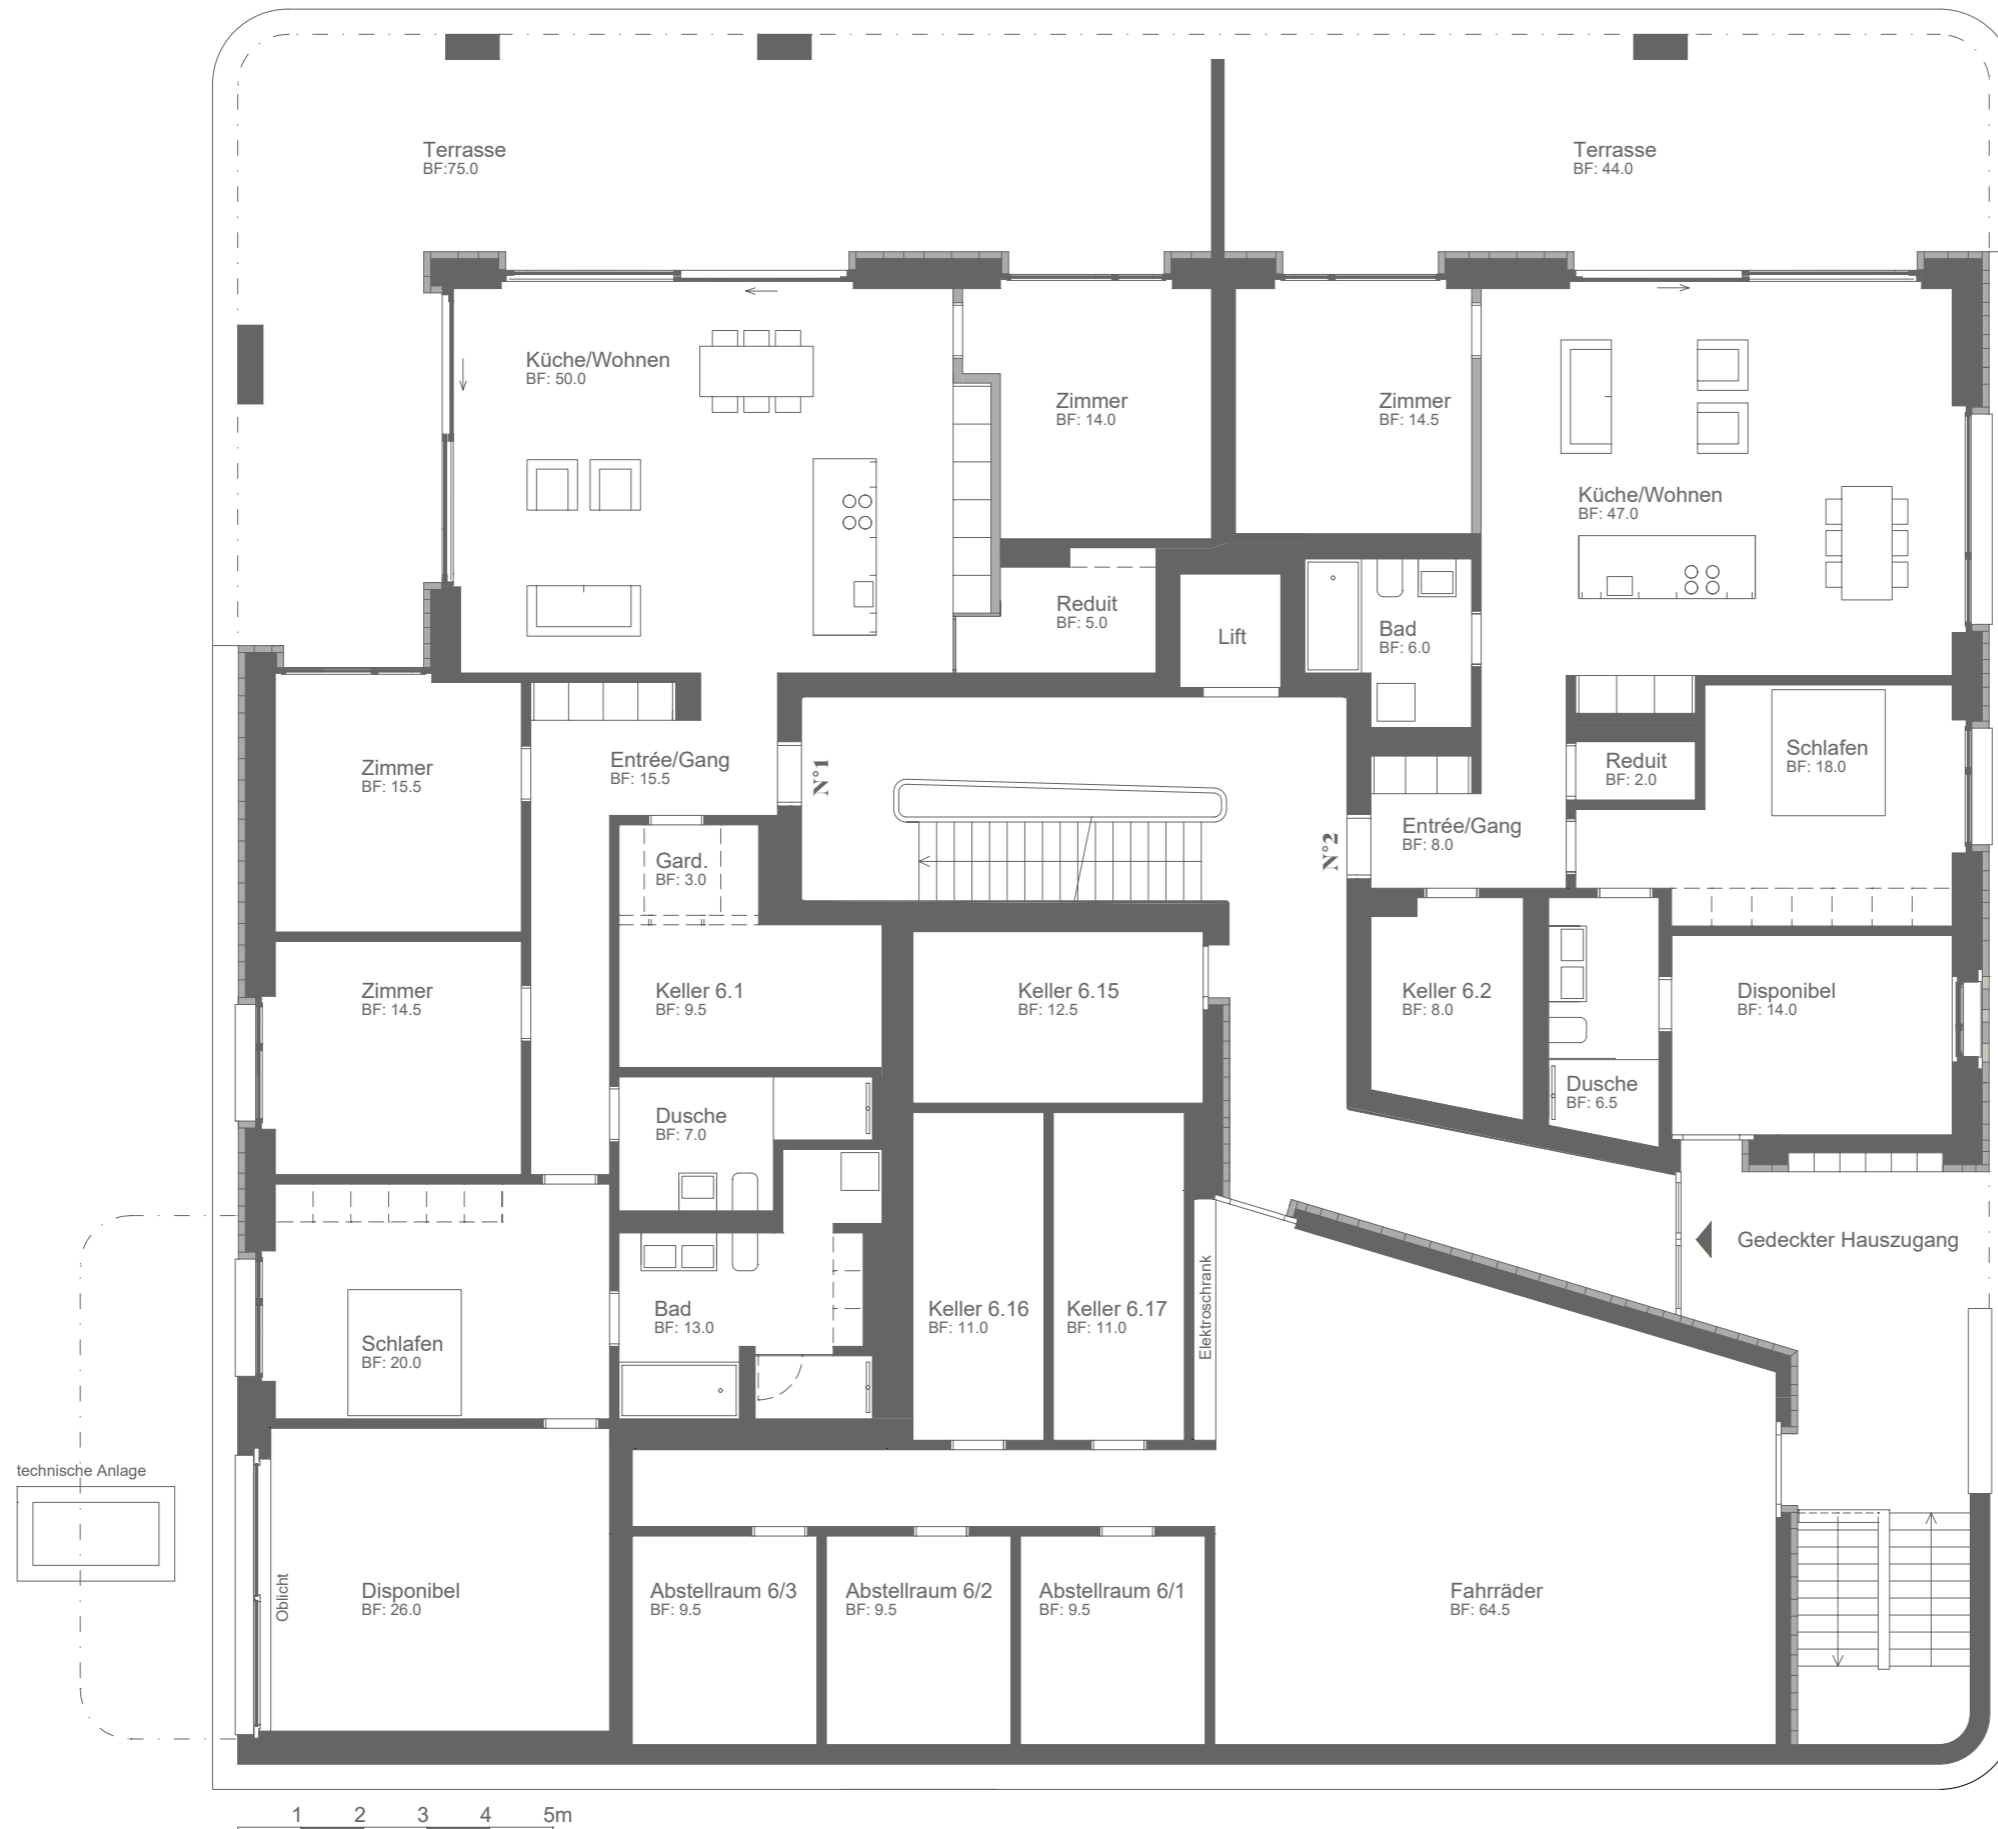 Terrasse
BF:75.0
Terrasse
BF: 44.0
Küche/Wohnen
BF: 50.0
Zimmer
BF: 14.0
Zimmer
BF: 14.5
Küche/Wohnen
BF: 47.0
Reduit
BF: 5.0
Lift
Bad
BF: 6.0
Zimmer
BF: 15.5
Entrée/Gang
BF: 15.5
N°1
Reduit
BF: 2.0
Schlafen
BF: 18.0
Gard.
BF: 3.0
N°2
Entrée/Gang
BF: 8.0
Zimmer
BF: 14.5
Keller 6.1
BF: 9.5
Keller 6.15
BF: 12.5
Keller 6.2
BF: 8.0
Disponibel
BF: 14.0
Dusche
BF: 7.0
Dusche
BF: 6.5
Gedeckter Hauszugang
Schlafen
BF: 20.0
Bad
BF: 13.0
Keller 6.16
BF: 11.0
Keller 6.17
BF: 11.0
Elektroschrank
technische Anlage
Oblicht
Disponibel
BF: 26.0
Abstellraum 6/3
BF: 9.5
Abstellraum 6/2
BF: 9.5
Abstellraum 6/1
BF: 9.5
Fahrräder
BF: 64.5
1 2 3 4 5m